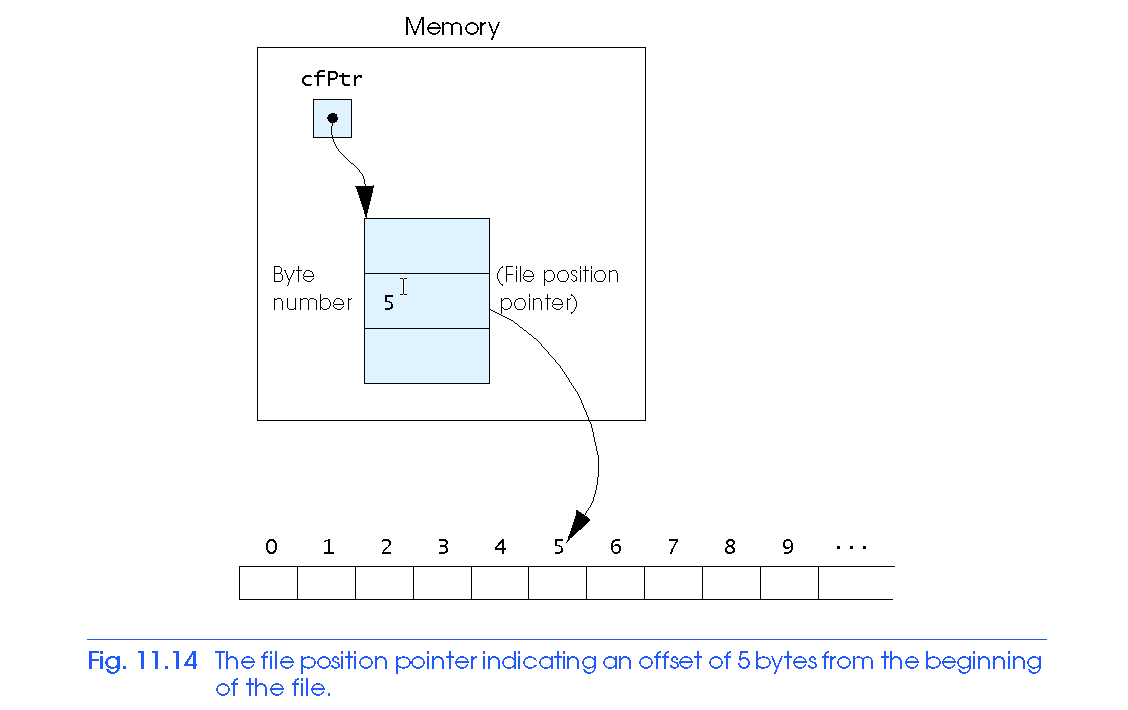 Memory
cfPtr
Byte
number
5
(File position
pointer)
0 1 2 3 4 5 6 7 8 9 ···
Fig. 11.14 The file position pointer indicating an offset of 5 bytes from the beginning
of the file.